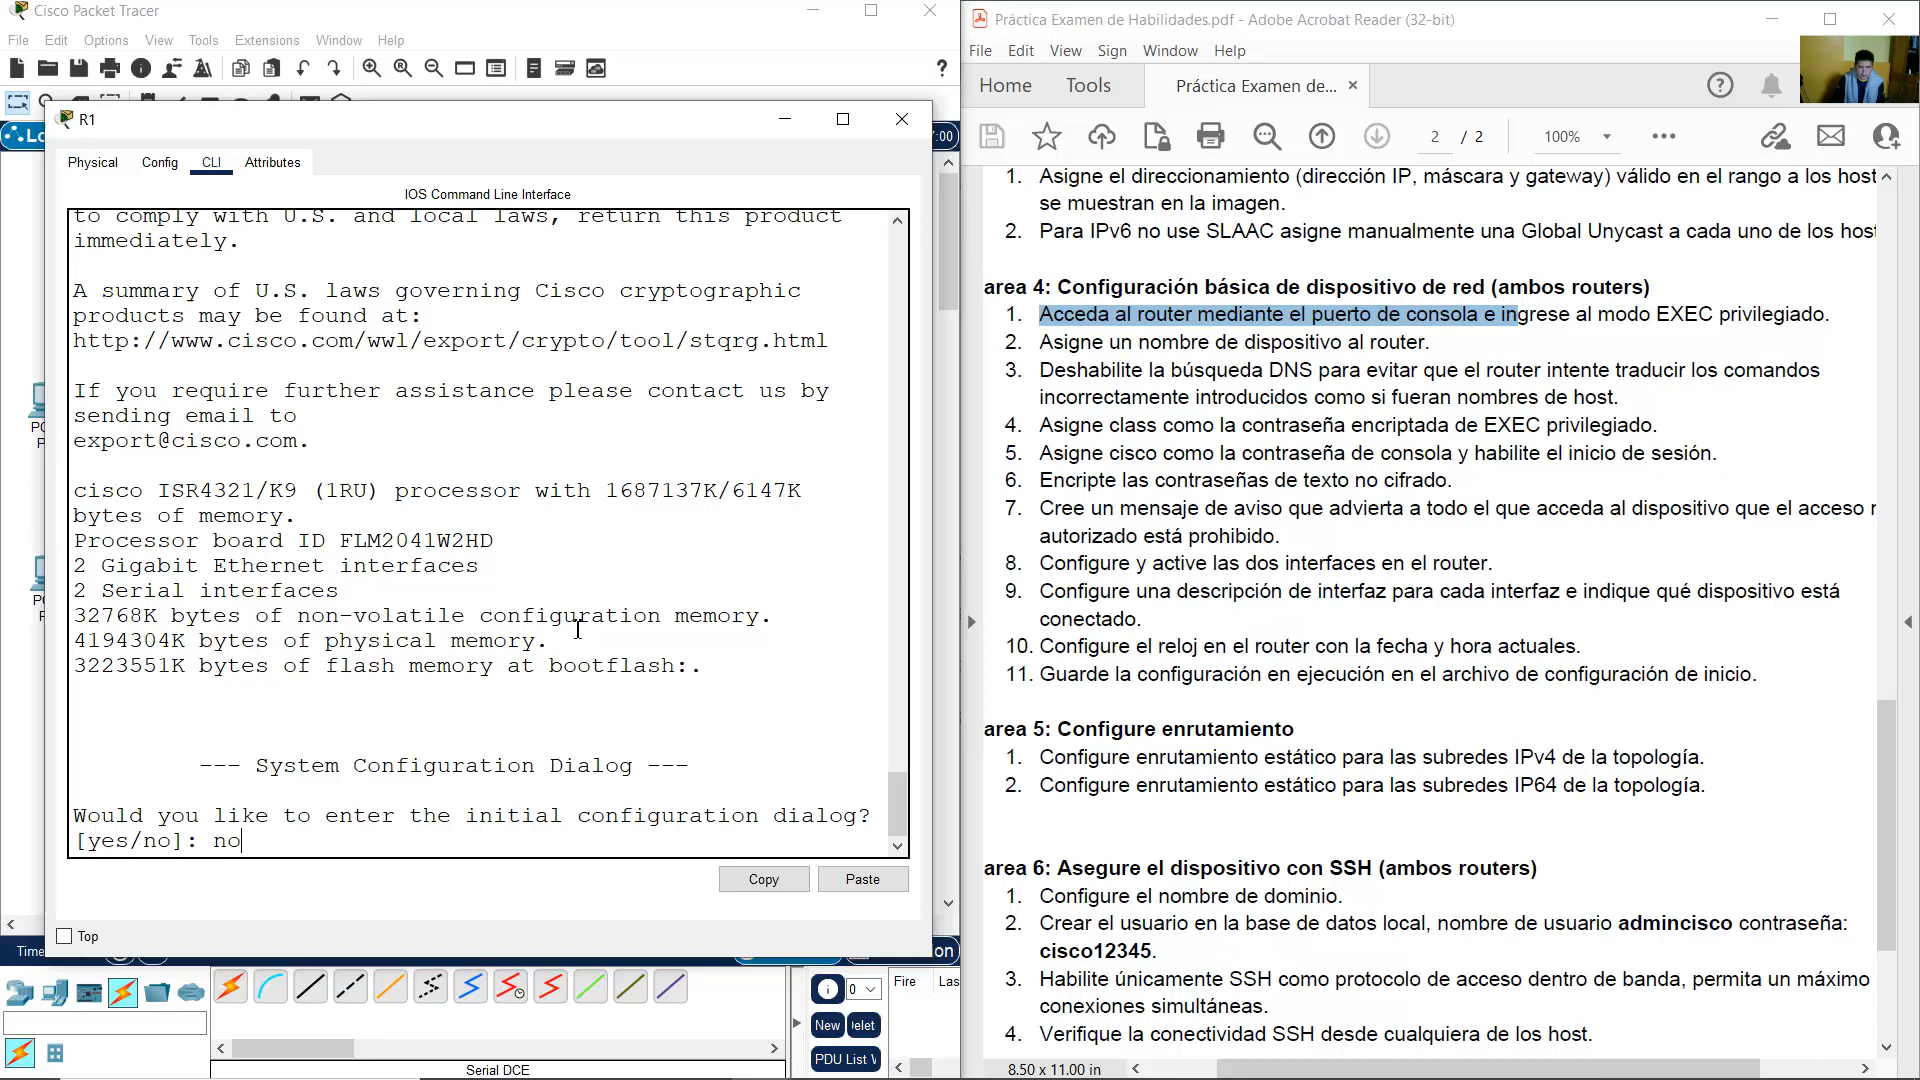 Cisco Packet Tracer
File Edit Options View Tools Extensions Window Help
R1
Physical Config CLI Attributes
IOS Command Line Interface
to comply with U.S. and local laws, return this product
immediately.
A summary of U.S. laws governing Cisco cryptographic
products may be found at:
http://www.cisco.com/wwl/export/crypto/tool/stqrg.html
If you require further assistance please contact us by
sending email to
export@cisco.com.
cisco ISR4321/K9 (1RU) processor with 1687137K/6147K
bytes of memory.
Processor board ID FLM2041W2HD
2 Gigabit Ethernet interfaces
2 Serial interfaces
32768K bytes of non-volatile configuration memory.
4194304K bytes of physical memory.
3223551K bytes of flash memory at bootflash:.
--- System Configuration Dialog ---
Would you like to enter the initial configuration dialog?
[yes/no]: no
Copy Paste
Top
Lo
:00
PC
P
PC
P
Time
on
0
Fire Las
New elet
PDU List V
Serial DCE
Práctica Examen de Habilidades.pdf - Adobe Acrobat Reader (32-bit)
File Edit View Sign Window Help
Home Tools Práctica Examen de...
2 / 2 100%
1. Asigne el direccionamiento (dirección IP, máscara y gateway) válido en el rango a los host
se muestran en la imagen.
2. Para IPv6 no use SLAAC asigne manualmente una Global Unycast a cada uno de los host
area 4: Configuración básica de dispositivo de red (ambos routers)
1. Acceda al router mediante el puerto de consola e ingrese al modo EXEC privilegiado.
2. Asigne un nombre de dispositivo al router.
3. Deshabilite la búsqueda DNS para evitar que el router intente traducir los comandos
incorrectamente introducidos como si fueran nombres de host.
4. Asigne class como la contraseña encriptada de EXEC privilegiado.
5. Asigne cisco como la contraseña de consola y habilite el inicio de sesión.
6. Encripte las contraseñas de texto no cifrado.
7. Cree un mensaje de aviso que advierta a todo el que acceda al dispositivo que el acceso
autorizado está prohibido.
8. Configure y active las dos interfaces en el router.
9. Configure una descripción de interfaz para cada interfaz e indique qué dispositivo está
conectado.
10. Configure el reloj en el router con la fecha y hora actuales.
11. Guarde la configuración en ejecución en el archivo de configuración de inicio.
area 5: Configure enrutamiento
1. Configure enrutamiento estático para las subredes IPv4 de la topología.
2. Configure enrutamiento estático para las subredes IP64 de la topología.
area 6: Asegure el dispositivo con SSH (ambos routers)
1. Configure el nombre de dominio.
2. Crear el usuario en la base de datos local, nombre de usuario admincisco contraseña:
cisco12345.
3. Habilite únicamente SSH como protocolo de acceso dentro de banda, permita un máximo
conexiones simultáneas.
4. Verifique la conectividad SSH desde cualquiera de los host.
8.50 x 11.00 in